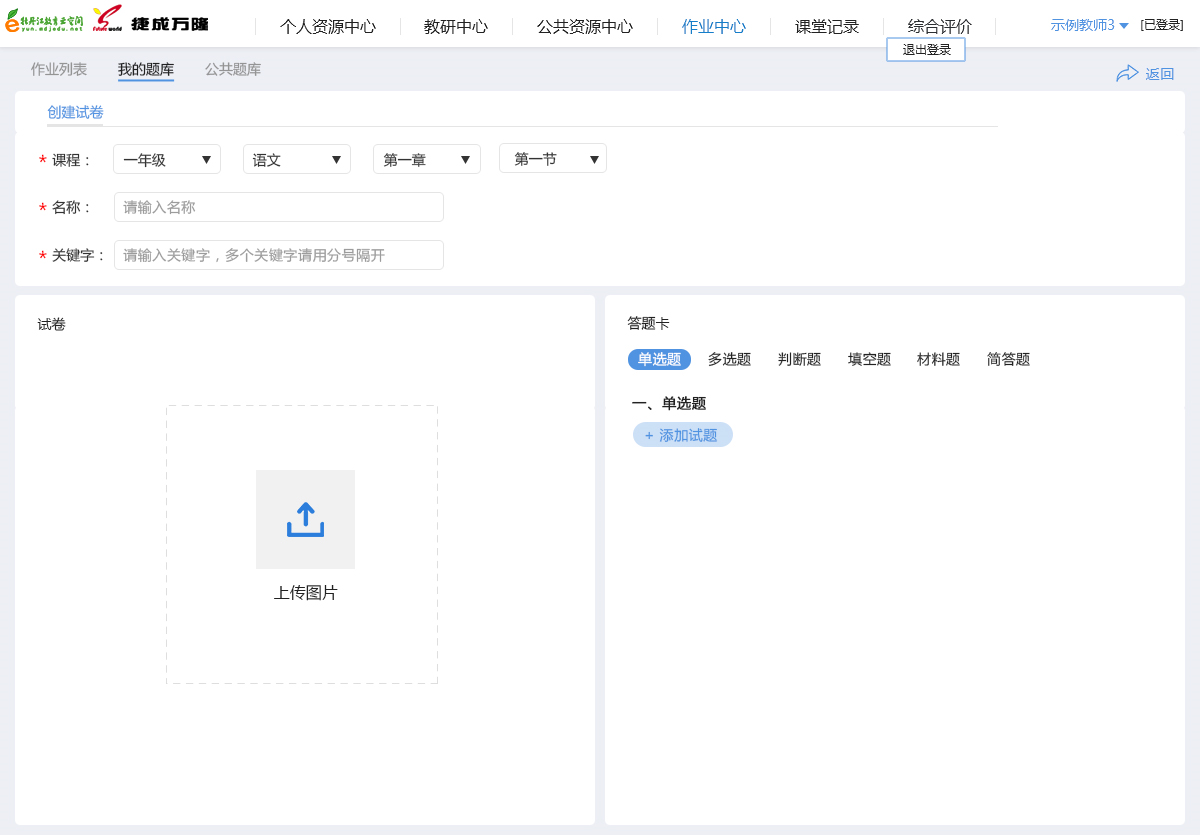 牡丹江教育云空间
yun.mdjedu.net
Future world
捷成万隆
个人资源中心
教研中心
公共资源中心
作业中心
课堂记录
综合评价
示例教师3
[已登录]
退出登录
作业列表
我的题库
公共题库
返回
创建试卷
* 课程：
一年级
语文
第一章
第一节
* 名称：
请输入名称
* 关键字：
请输入关键字，多个关键字请用分号隔开
试卷
上传图片
答题卡
单选题
多选题
判断题
填空题
材料题
简答题
一、单选题
+ 添加试题